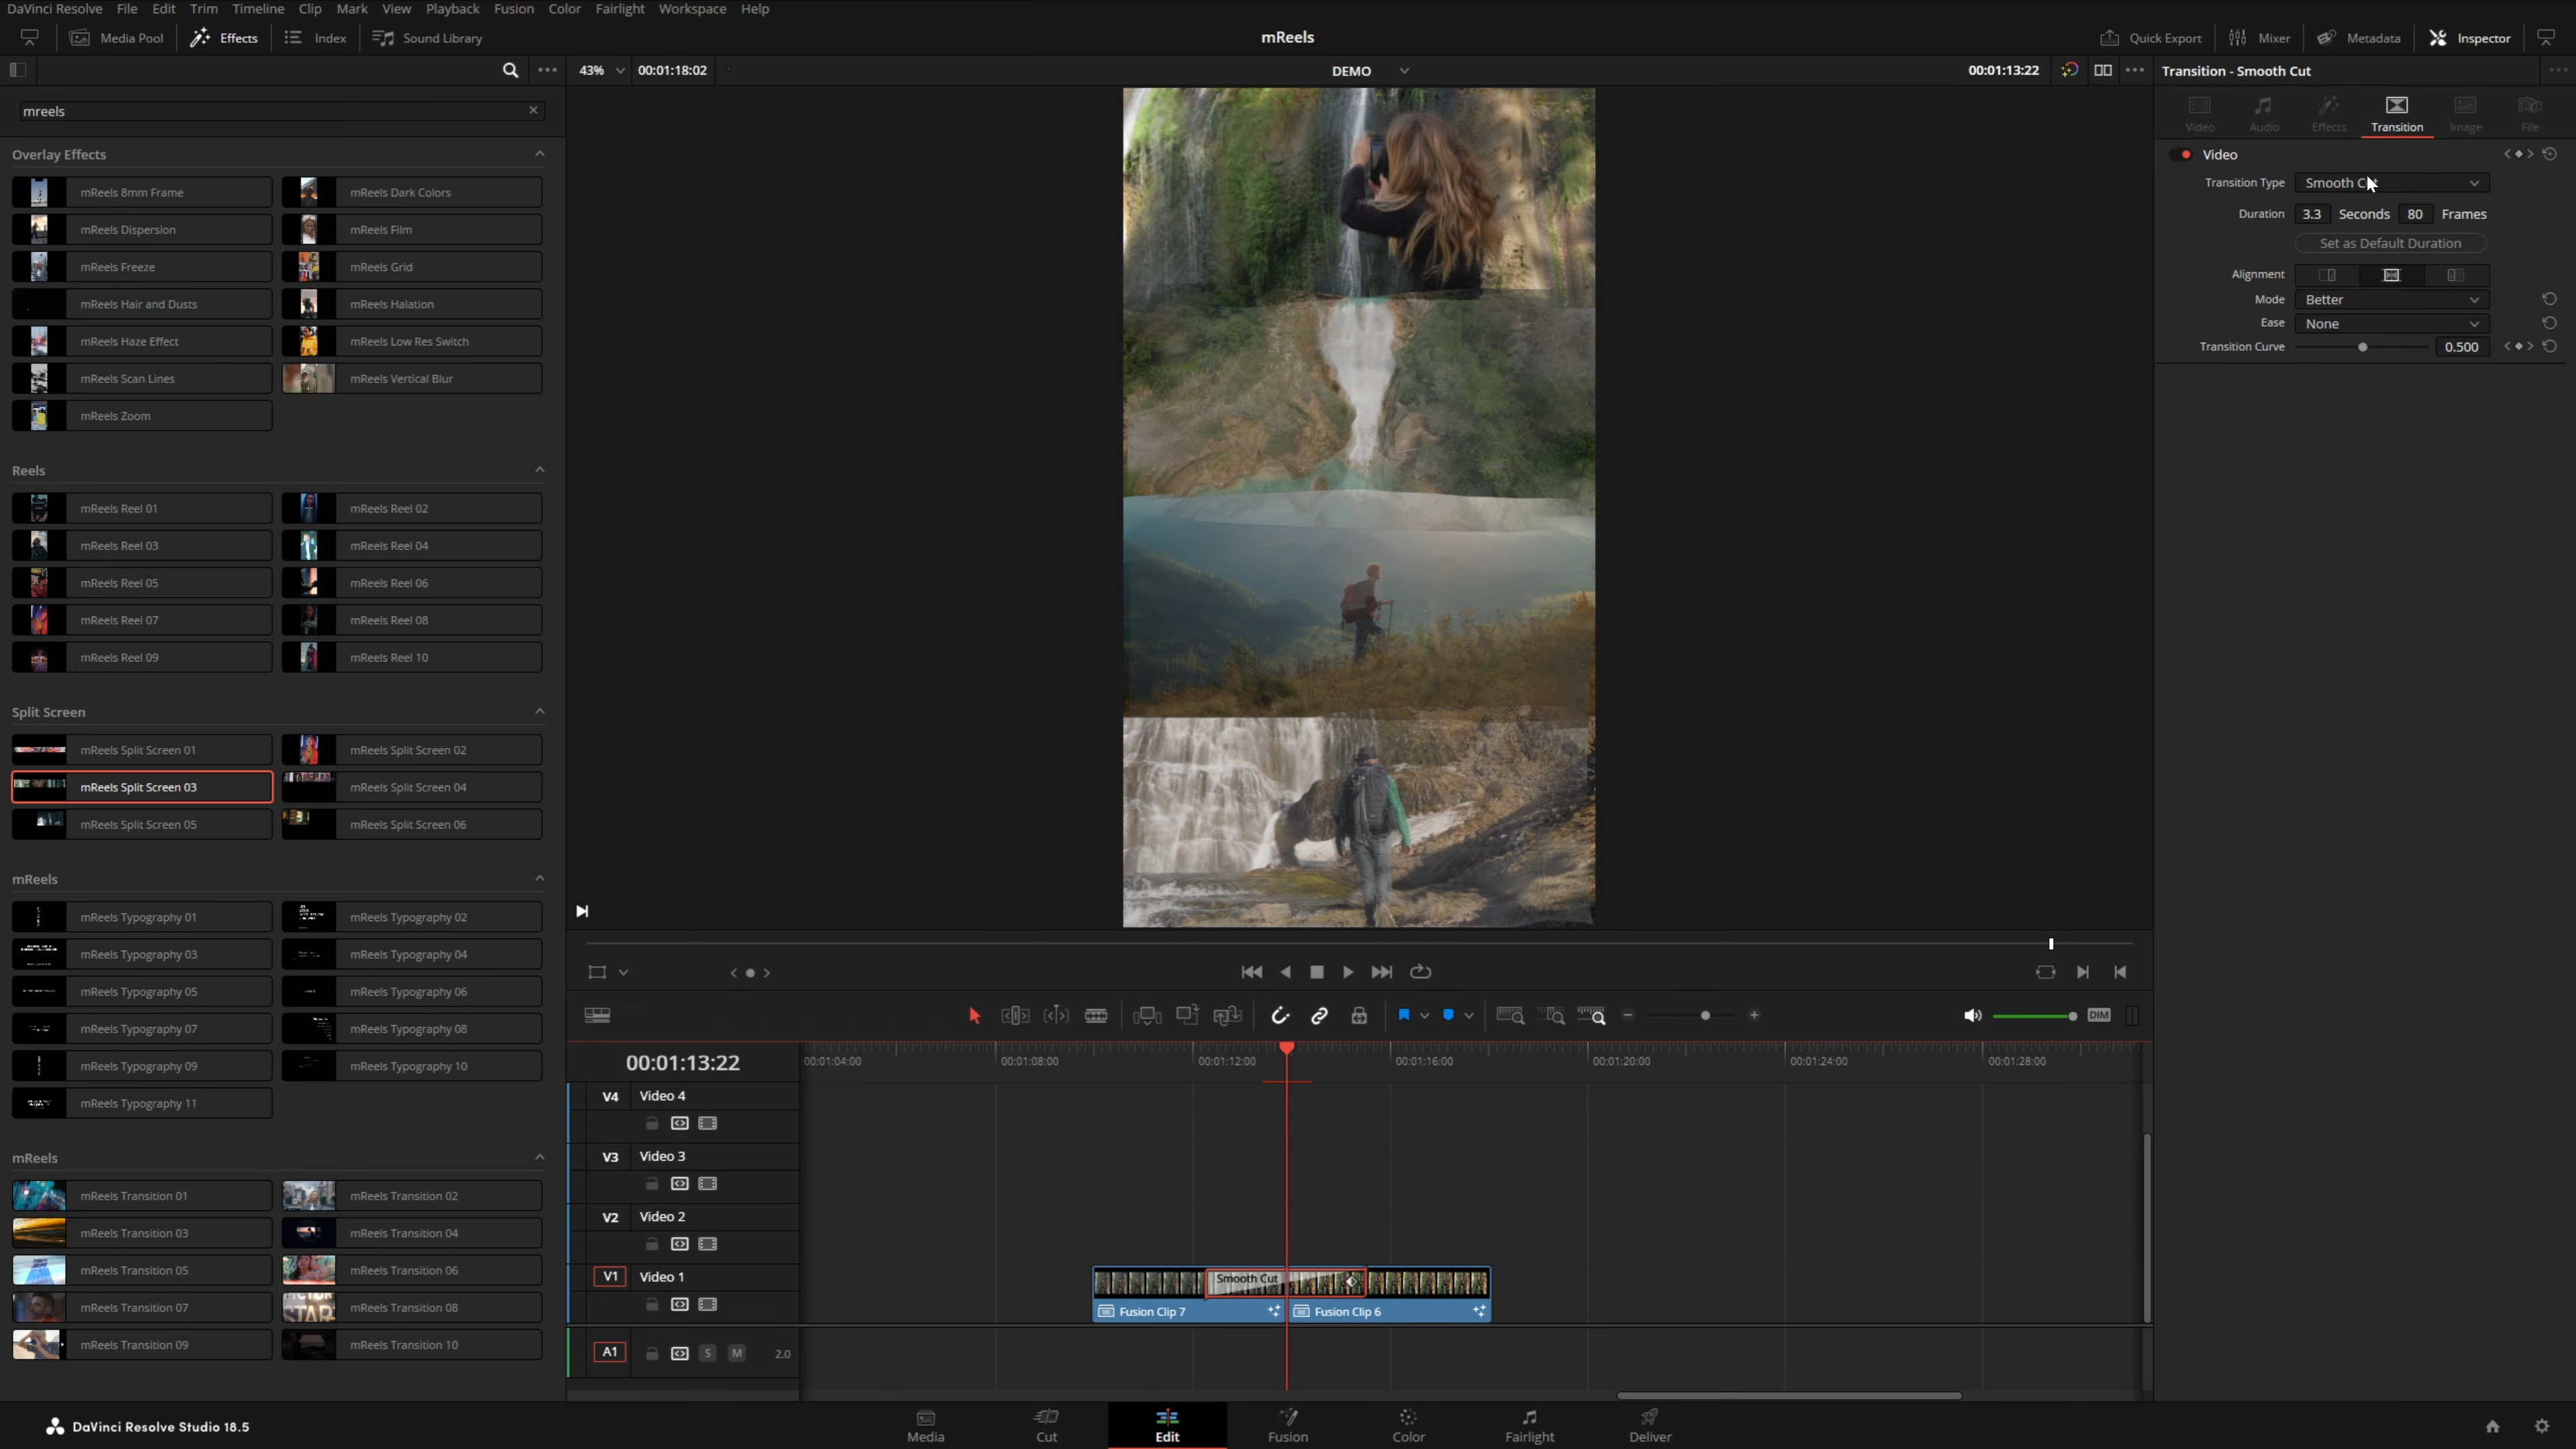 DaVinci Resolve File Edit Trim Timeline Clip Mark View Playback Fusion Color Fairlight Workspace Help
Media Pool Effects Index Sound Library mReels Quick Export Mixer Metadata Inspector
43% 00:01:18:02 DEMO 00:01:13:22 Transition - Smooth Cut
mreels
Video Audio Effects Transition Image File
Overlay Effects
mReels 8mm Frame mReels Dark Colors
mReels Dispersion mReels Film
mReels Freeze mReels Grid
mReels Hair and Dusts mReels Halation
mReels Haze Effect mReels Low Res Switch
mReels Scan Lines mReels Vertical Blur
mReels Zoom
Reels
mReels Reel 01 mReels Reel 02
mReels Reel 03 mReels Reel 04
mReels Reel 05 mReels Reel 06
mReels Reel 07 mReels Reel 08
mReels Reel 09 mReels Reel 10
Split Screen
mReels Split Screen 01 mReels Split Screen 02
mReels Split Screen 03 mReels Split Screen 04
mReels Split Screen 05 mReels Split Screen 06
mReels
mReels Typography 01 mReels Typography 02
mReels Typography 03 mReels Typography 04
mReels Typography 05 mReels Typography 06
mReels Typography 07 mReels Typography 08
mReels Typography 09 mReels Typography 10
mReels Typography 11
mReels
mReels Transition 01 mReels Transition 02
mReels Transition 03 mReels Transition 04
mReels Transition 05 mReels Transition 06
mReels Transition 07 mReels Transition 08
mReels Transition 09 mReels Transition 10
Video
Transition Type Smooth Cut
Duration 3.3 Seconds 80 Frames
Set as Default Duration
Alignment
Mode Better
Ease None
Transition Curve 0.500
DIM
00:01:13:22 00:01:04:00 00:01:08:00 00:01:12:00 00:01:16:00 00:01:20:00 00:01:24:00 00:01:28:00
V4 Video 4
V3 Video 3
V2 Video 2
V1 Video 1
Smooth Cut
Fusion Clip 7 Fusion Clip 6
A1 S M 2.0
DaVinci Resolve Studio 18.5
Media Cut Edit Fusion Color Fairlight Deliver